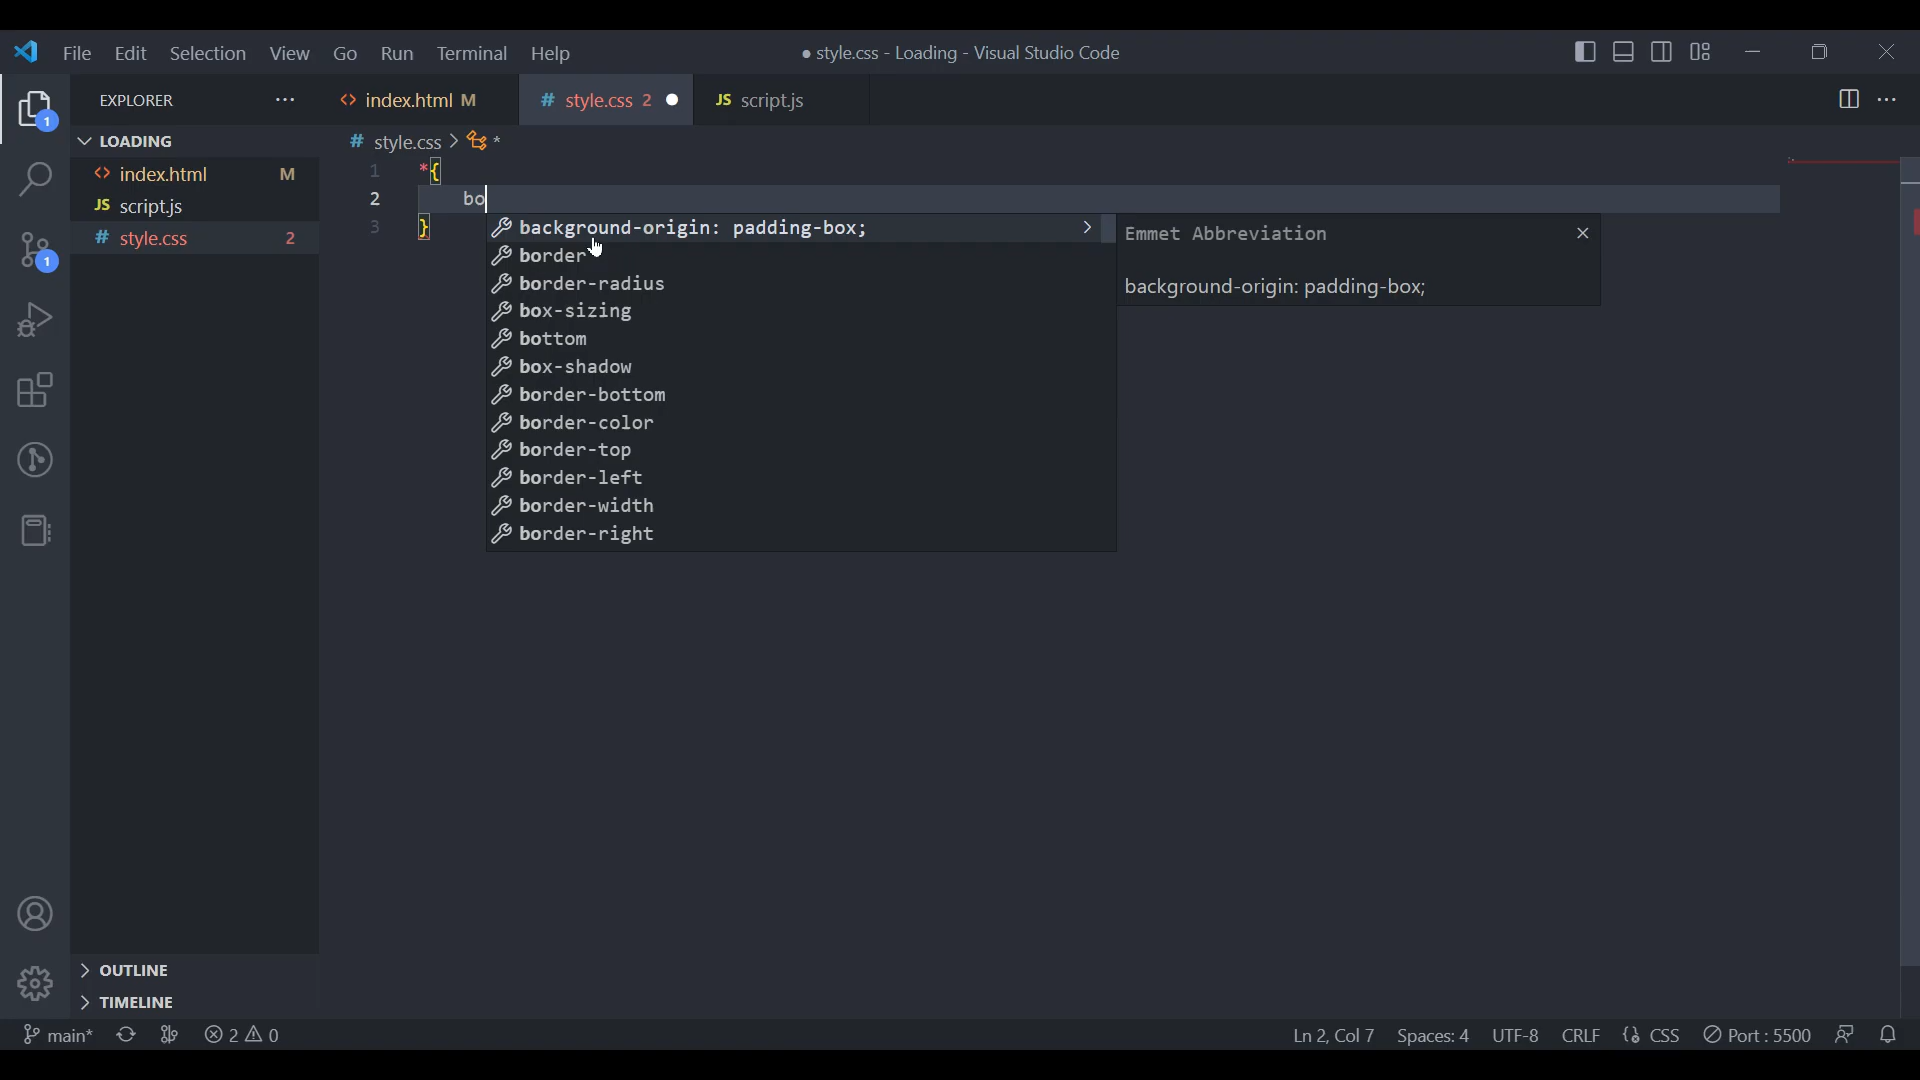 File Edit Selection View Go Run Terminal Help
● style.css - Loading - Visual Studio Code
EXPLORER ···
<> index.html M
# style.css 2 ●
JS script.js
···
1
LOADING
<> index.html M
JS script.js
# style.css 2
1
# style.css > *
1 *{
2 bo
3 }
background-origin: padding-box; >
border
border-radius
box-sizing
bottom
box-shadow
border-bottom
border-color
border-top
border-left
border-width
border-right
Emmet Abbreviation
background-origin: padding-box;
OUTLINE
TIMELINE
main* 2 0
Ln 2, Col 7 Spaces: 4 UTF-8 CRLF {} CSS Port : 5500